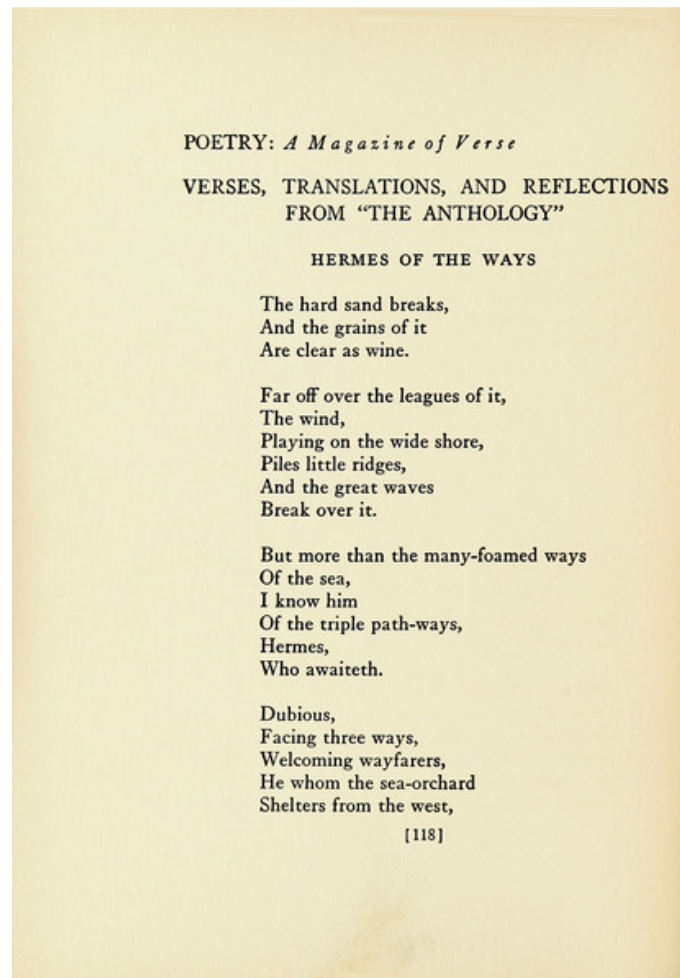 POETRY: A Magazine of Verse
VERSES, TRANSLATIONS, AND REFLECTIONS
FROM “THE ANTHOLOGY”
HERMES OF THE WAYS
The hard sand breaks,
And the grains of it
Are clear as wine.
Far off over the leagues of it,
The wind,
Playing on the wide shore,
Piles little ridges,
And the great waves
Break over it.
But more than the many-foamed ways
Of the sea,
I know him
Of the triple path-ways,
Hermes,
Who awaiteth.
Dubious,
Facing three ways,
Welcoming wayfarers,
He whom the sea-orchard
Shelters from the west,
[118]